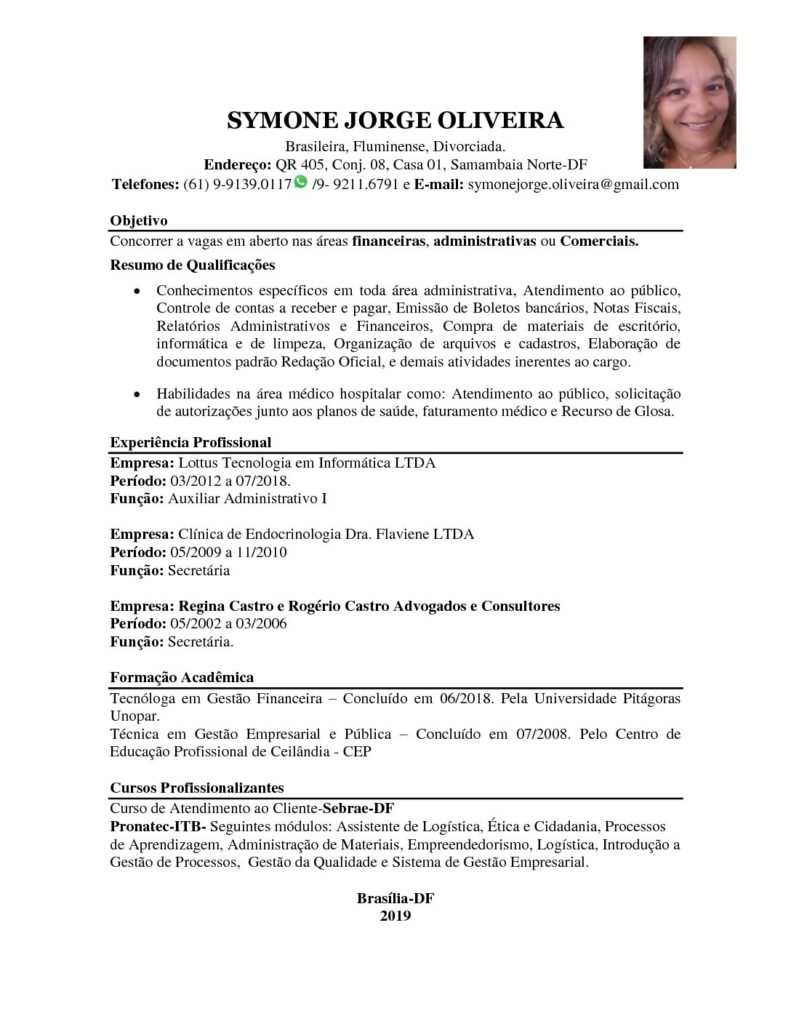 SYMONE JORGE OLIVEIRA
Brasileira, Fluminense, Divorciada.
Endereço: QR 405, Conj. 08, Casa 01, Samambaia Norte-DF
Telefones: (61) 9-9139.0117 /9- 9211.6791 e E-mail: symonejorge.oliveira@gmail.com
Objetivo
Concorrer a vagas em aberto nas áreas financeiras, administrativas ou Comerciais.
Resumo de Qualificações
• Conhecimentos específicos em toda área administrativa, Atendimento ao público,
Controle de contas a receber e pagar, Emissão de Boletos bancários, Notas Fiscais,
Relatórios Administrativos e Financeiros, Compra de materiais de escritório,
informática e de limpeza, Organização de arquivos e cadastros, Elaboração de
documentos padrão Redação Oficial, e demais atividades inerentes ao cargo.
• Habilidades na área médico hospitalar como: Atendimento ao público, solicitação
de autorizações junto aos planos de saúde, faturamento médico e Recurso de Glosa.
Experiência Profissional
Empresa: Lottus Tecnologia em Informática LTDA
Período: 03/2012 a 07/2018.
Função: Auxiliar Administrativo I
Empresa: Clínica de Endocrinologia Dra. Flaviene LTDA
Período: 05/2009 a 11/2010
Função: Secretária
Empresa: Regina Castro e Rogério Castro Advogados e Consultores
Período: 05/2002 a 03/2006
Função: Secretária.
Formação Acadêmica
Tecnóloga em Gestão Financeira – Concluído em 06/2018. Pela Universidade Pitágoras
Unopar.
Técnica em Gestão Empresarial e Pública – Concluído em 07/2008. Pelo Centro de
Educação Profissional de Ceilândia - CEP
Cursos Profissionalizantes
Curso de Atendimento ao Cliente-Sebrae-DF
Pronatec-ITB- Seguintes módulos: Assistente de Logística, Ética e Cidadania, Processos
de Aprendizagem, Administração de Materiais, Empreendedorismo, Logística, Introdução a
Gestão de Processos, Gestão da Qualidade e Sistema de Gestão Empresarial.
Brasília-DF
2019